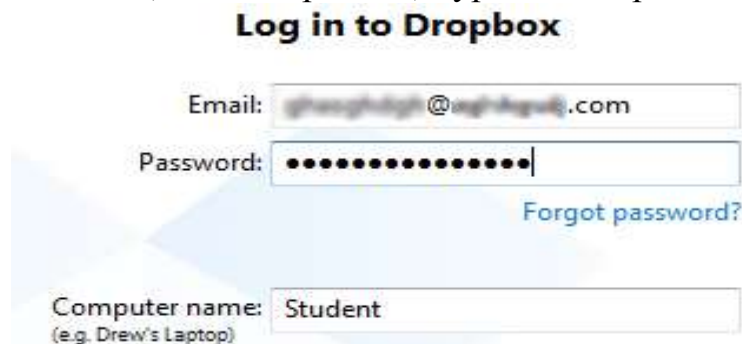 Log in to Dropbox
Email: @ .com
Password: •••••••••••••••
Forgot password?
Computer name: Student
(e.g. Drew's Laptop)